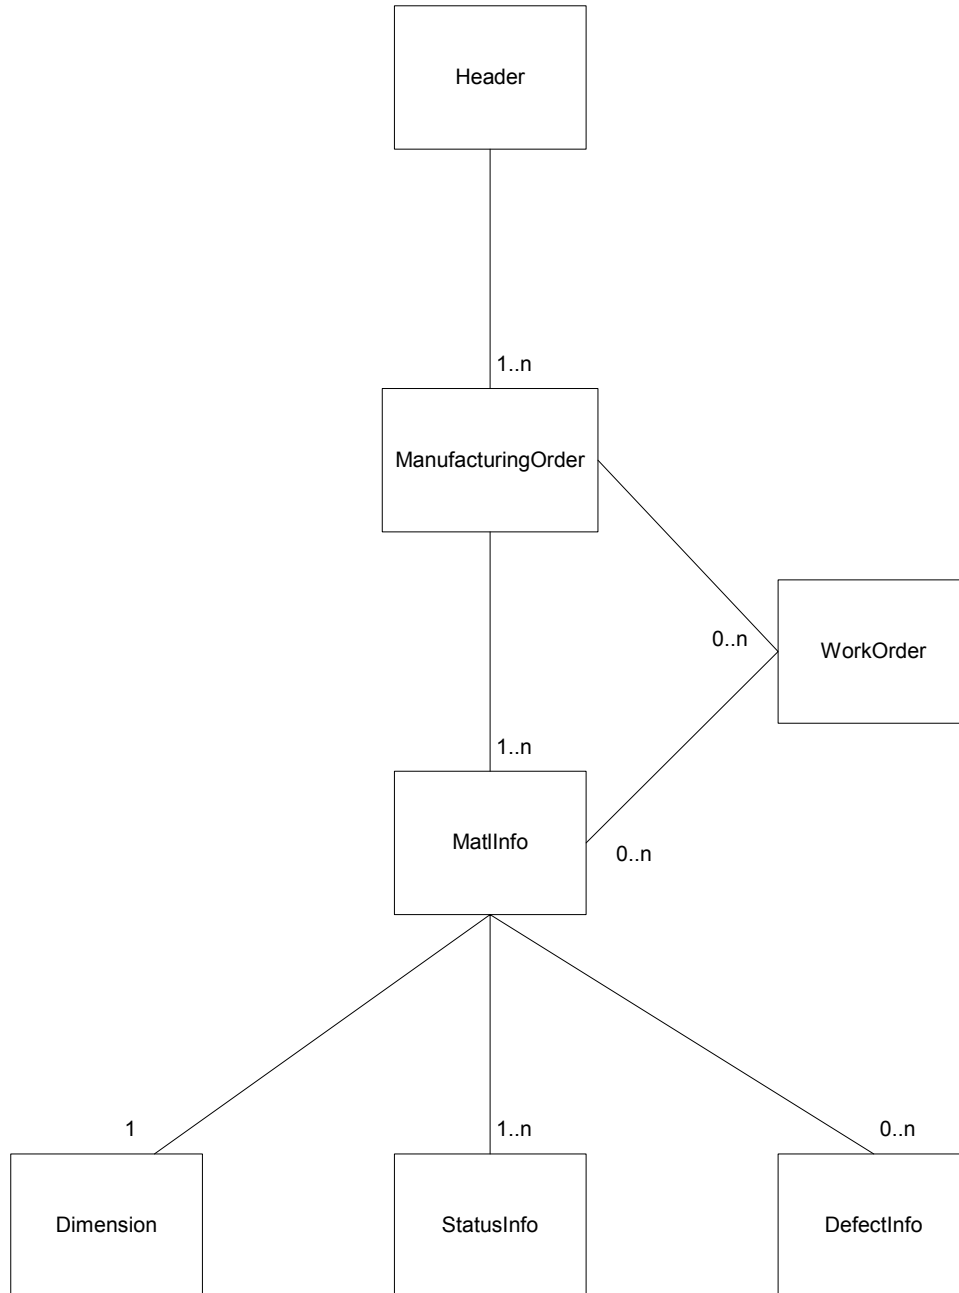 Header
1..n
ManufacturingOrder
0..n
WorkOrder
1..n
MatlInfo
0..n
1
1..n
0..n
Dimension
StatusInfo
DefectInfo